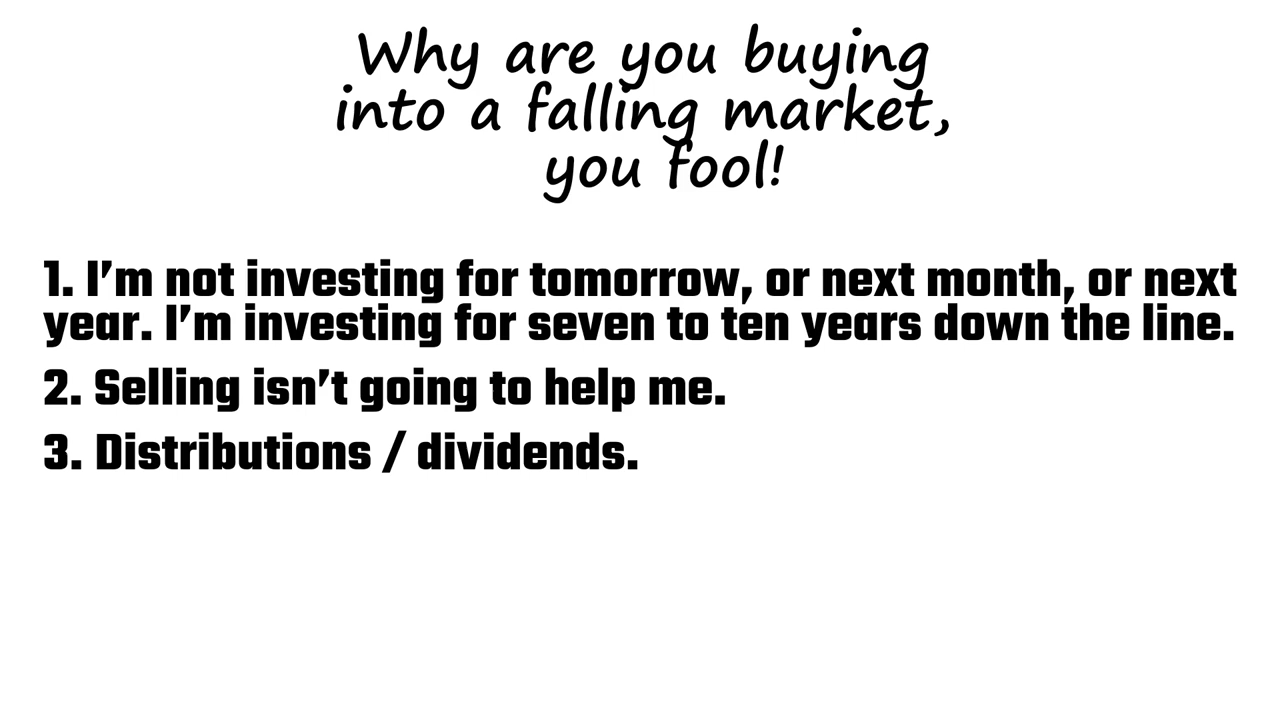 Why are you buying
into a falling market,
you fool!
1. I’m not investing for tomorrow, or next month, or next
year. I’m investing for seven to ten years down the line.
2. Selling isn’t going to help me.
3. Distributions / dividends.